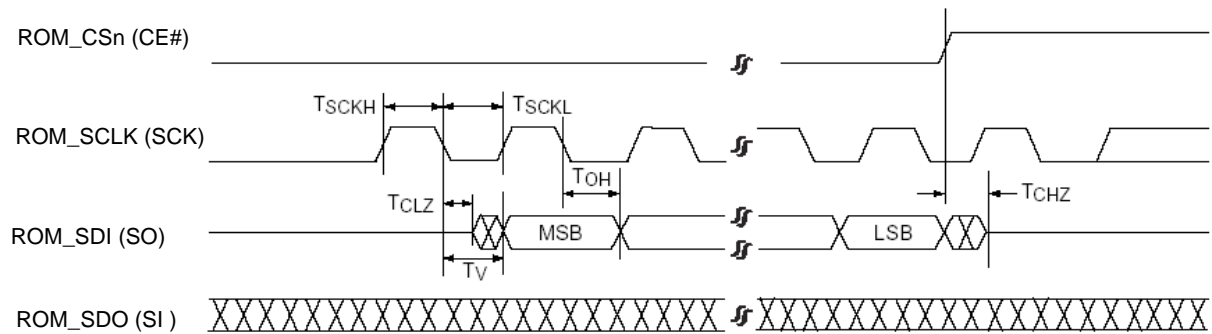 ROM_CSn (CE#)
TSCKH
TSCKL
ROM_SCLK (SCK)
TOH
TCLZ
TCHZ
ROM_SDI (SO)
MSB
LSB
TV
ROM_SDO (SI )